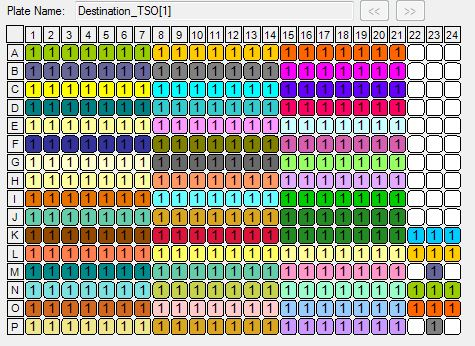 Plate Name: Destination_TSO[1] << >>
1 2 3 4 5 6 7 8 9 10 11 12 13 14 15 16 17 18 19 20 21 22 23 24
A 1 1 1 1 1 1 1 1 1 1 1 1 1 1 1 1 1 1 1 1 1
B 1 1 1 1 1 1 1 1 1 1 1 1 1 1 1 1 1 1 1 1 1
C 1 1 1 1 1 1 1 1 1 1 1 1 1 1 1 1 1 1 1 1 1
D 1 1 1 1 1 1 1 1 1 1 1 1 1 1 1 1 1 1 1 1 1
E 1 1 1 1 1 1 1 1 1 1 1 1 1 1 1 1 1 1 1 1 1
F 1 1 1 1 1 1 1 1 1 1 1 1 1 1 1 1 1 1 1 1 1
G 1 1 1 1 1 1 1 1 1 1 1 1 1 1 1 1 1 1 1 1 1
H 1 1 1 1 1 1 1 1 1 1 1 1 1 1 1 1 1 1 1 1 1
I 1 1 1 1 1 1 1 1 1 1 1 1 1 1 1 1 1 1 1 1 1
J 1 1 1 1 1 1 1 1 1 1 1 1 1 1 1 1 1 1 1 1 1
K 1 1 1 1 1 1 1 1 1 1 1 1 1 1 1 1 1 1 1 1 1 1 1 1
L 1 1 1 1 1 1 1 1 1 1 1 1 1 1 1 1 1 1 1 1 1 1 1 1
M 1 1 1 1 1 1 1 1 1 1 1 1 1 1 1 1 1 1 1 1 1 1
N 1 1 1 1 1 1 1 1 1 1 1 1 1 1 1 1 1 1 1 1 1 1 1 1
O 1 1 1 1 1 1 1 1 1 1 1 1 1 1 1 1 1 1 1 1 1 1 1 1
P 1 1 1 1 1 1 1 1 1 1 1 1 1 1 1 1 1 1 1 1 1 1